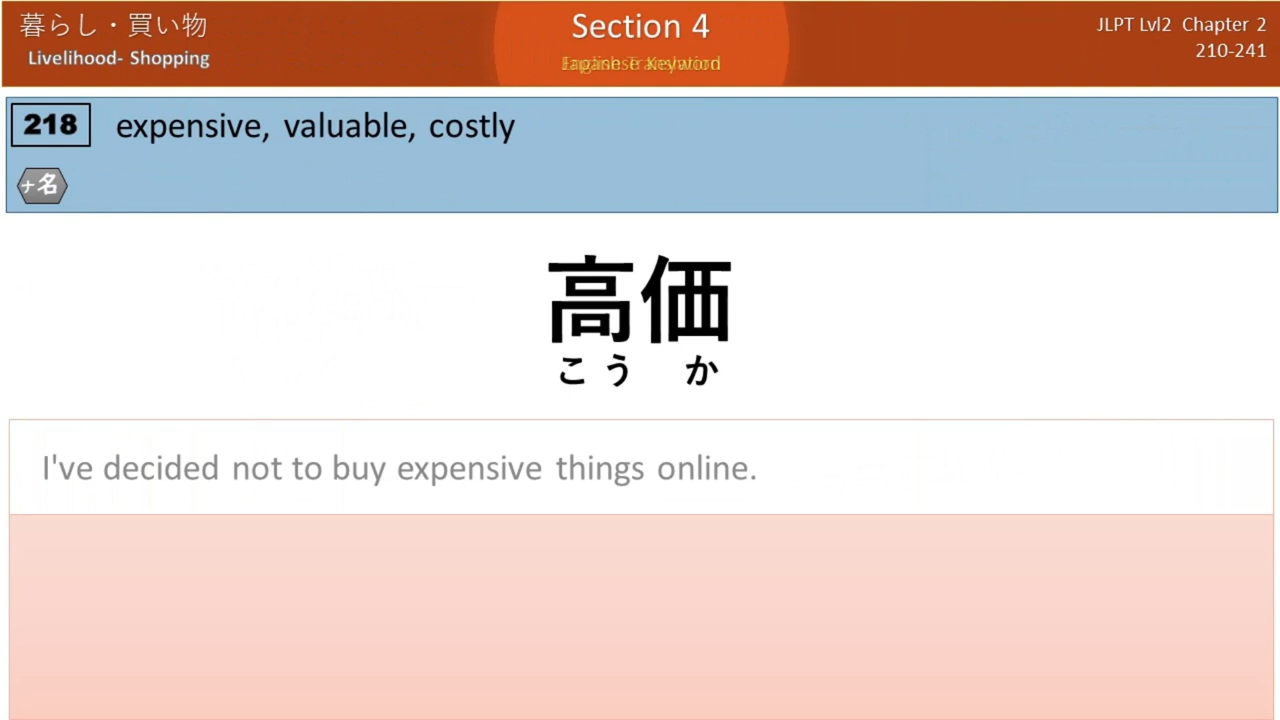 暮らし・買い物
Livelihood- Shopping
Section 4
JLPT Lvl2 Chapter 2
210-241
218 expensive, valuable, costly
+名
高価
こうか
I've decided not to buy expensive things online.